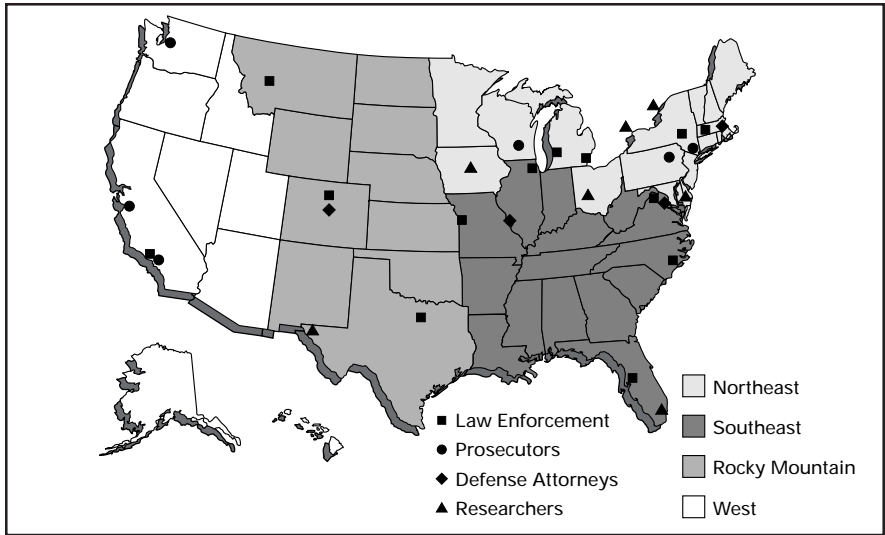 Law Enforcement
Prosecutors
Defense Attorneys
Researchers
Northeast
Southeast
Rocky Mountain
West